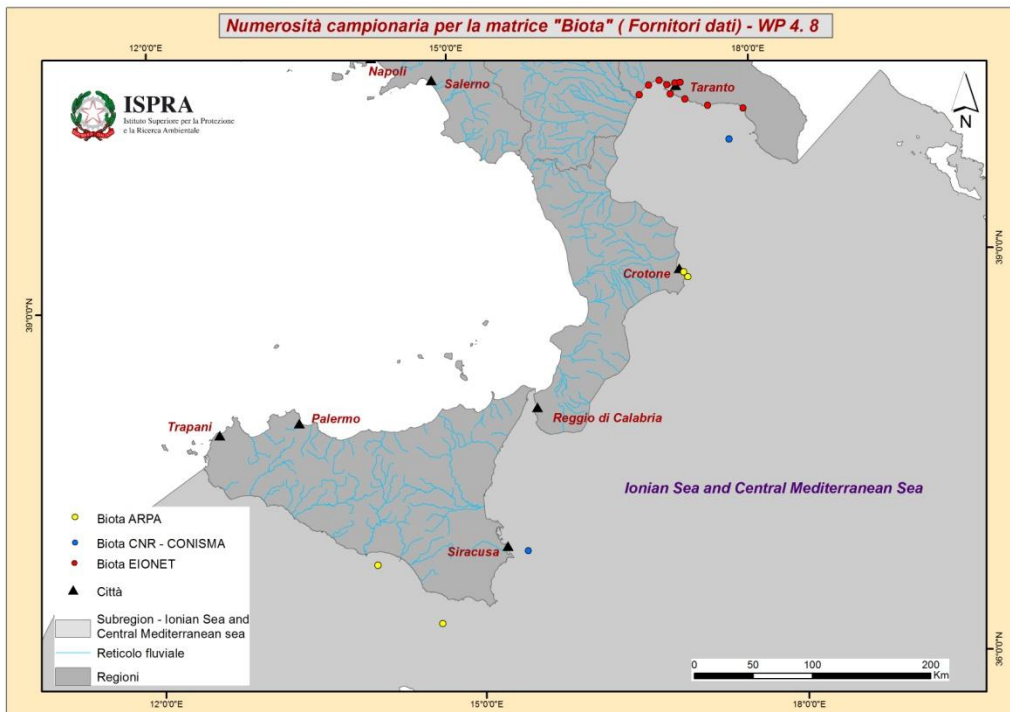 Numerosità campionaria per la matrice "Biota" ( Fornitori dati) - WP 4. 8
12°0'0"E
15°0'0"E
18°0'0"E
Napoli
Salerno
Taranto
ISPRA
Istituto Superiore per la Protezione
e la Ricerca Ambientale
N
39°0'0"N
Crotone
39°0'0"N
Trapani
Palermo
Reggio di Calabria
Ionian Sea and Central Mediterranean Sea
Siracusa
Biota ARPA
Biota CNR - CONISMA
Biota EIONET
Città
Subregion - Ionian Sea and
Central Mediterranean sea
Reticolo fluviale
Regioni
36°0'0"N
0
50
100
200
Km
12°0'0"E
15°0'0"E
18°0'0"E